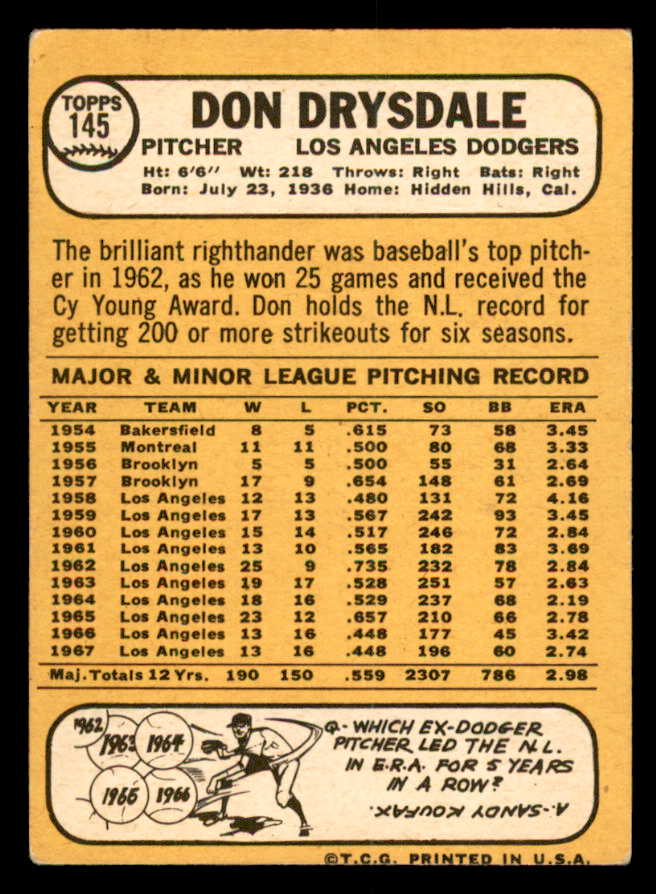 TOPPS
145
DON DRYSDALE
PITCHER LOS ANGELES DODGERS
Ht: 6'6" Wt: 218 Throws: Right Bats: Right
Born: July 23, 1936 Home: Hidden Hills, Cal.
The brilliant righthander was baseball's top pitch-
er in 1962, as he won 25 games and received the
Cy Young Award. Don holds the N.L. record for
getting 200 or more strikeouts for six seasons.
MAJOR & MINOR LEAGUE PITCHING RECORD
YEAR TEAM W L PCT. SO BB ERA
1954 Bakersfield 8 5 .615 73 58 3.45
1955 Montreal 11 11 .500 80 68 3.33
1956 Brooklyn 5 5 .500 55 31 2.64
1957 Brooklyn 17 9 .654 148 61 2.69
1958 Los Angeles 12 13 .480 131 72 4.16
1959 Los Angeles 17 13 .567 242 93 3.45
1960 Los Angeles 15 14 .517 246 72 2.84
1961 Los Angeles 13 10 .565 182 83 3.69
1962 Los Angeles 25 9 .735 232 78 2.84
1963 Los Angeles 19 17 .528 251 57 2.63
1964 Los Angeles 18 16 .529 237 68 2.19
1965 Los Angeles 23 12 .657 210 66 2.78
1966 Los Angeles 13 16 .448 177 45 3.42
1967 Los Angeles 13 16 .448 196 60 2.74
Maj. Totals 12 Yrs. 190 150 .559 2307 786 2.98
1962
1963 1964
1965 1966
Q.- WHICH EX-DODGER
PITCHER LED THE N.L.
IN E.R.A. FOR 5 YEARS
IN A ROW?
A.-SANDY KOUFAX.
©T.C.G. PRINTED IN U.S.A.